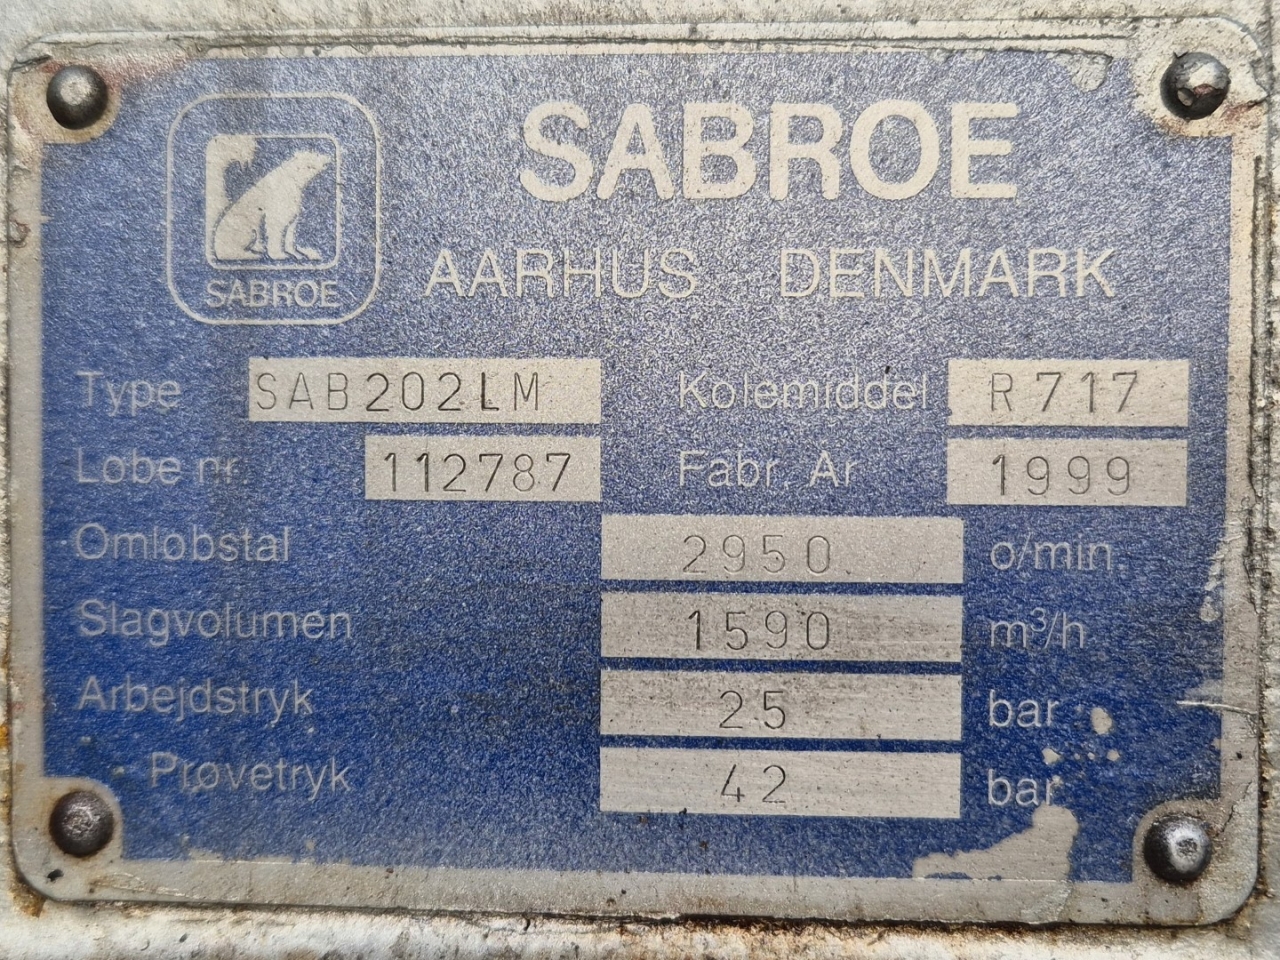 SABROE
SABROE
AARHUS DENMARK
Type SAB202LM Kolemiddel R717
Lobe nr. 112787 Fabr. Ar 1999
Omlobstal 2950 o/min.
Slagvolumen 1590 m³/h
Arbejdstryk 25 bar
Provetryk 42 bar